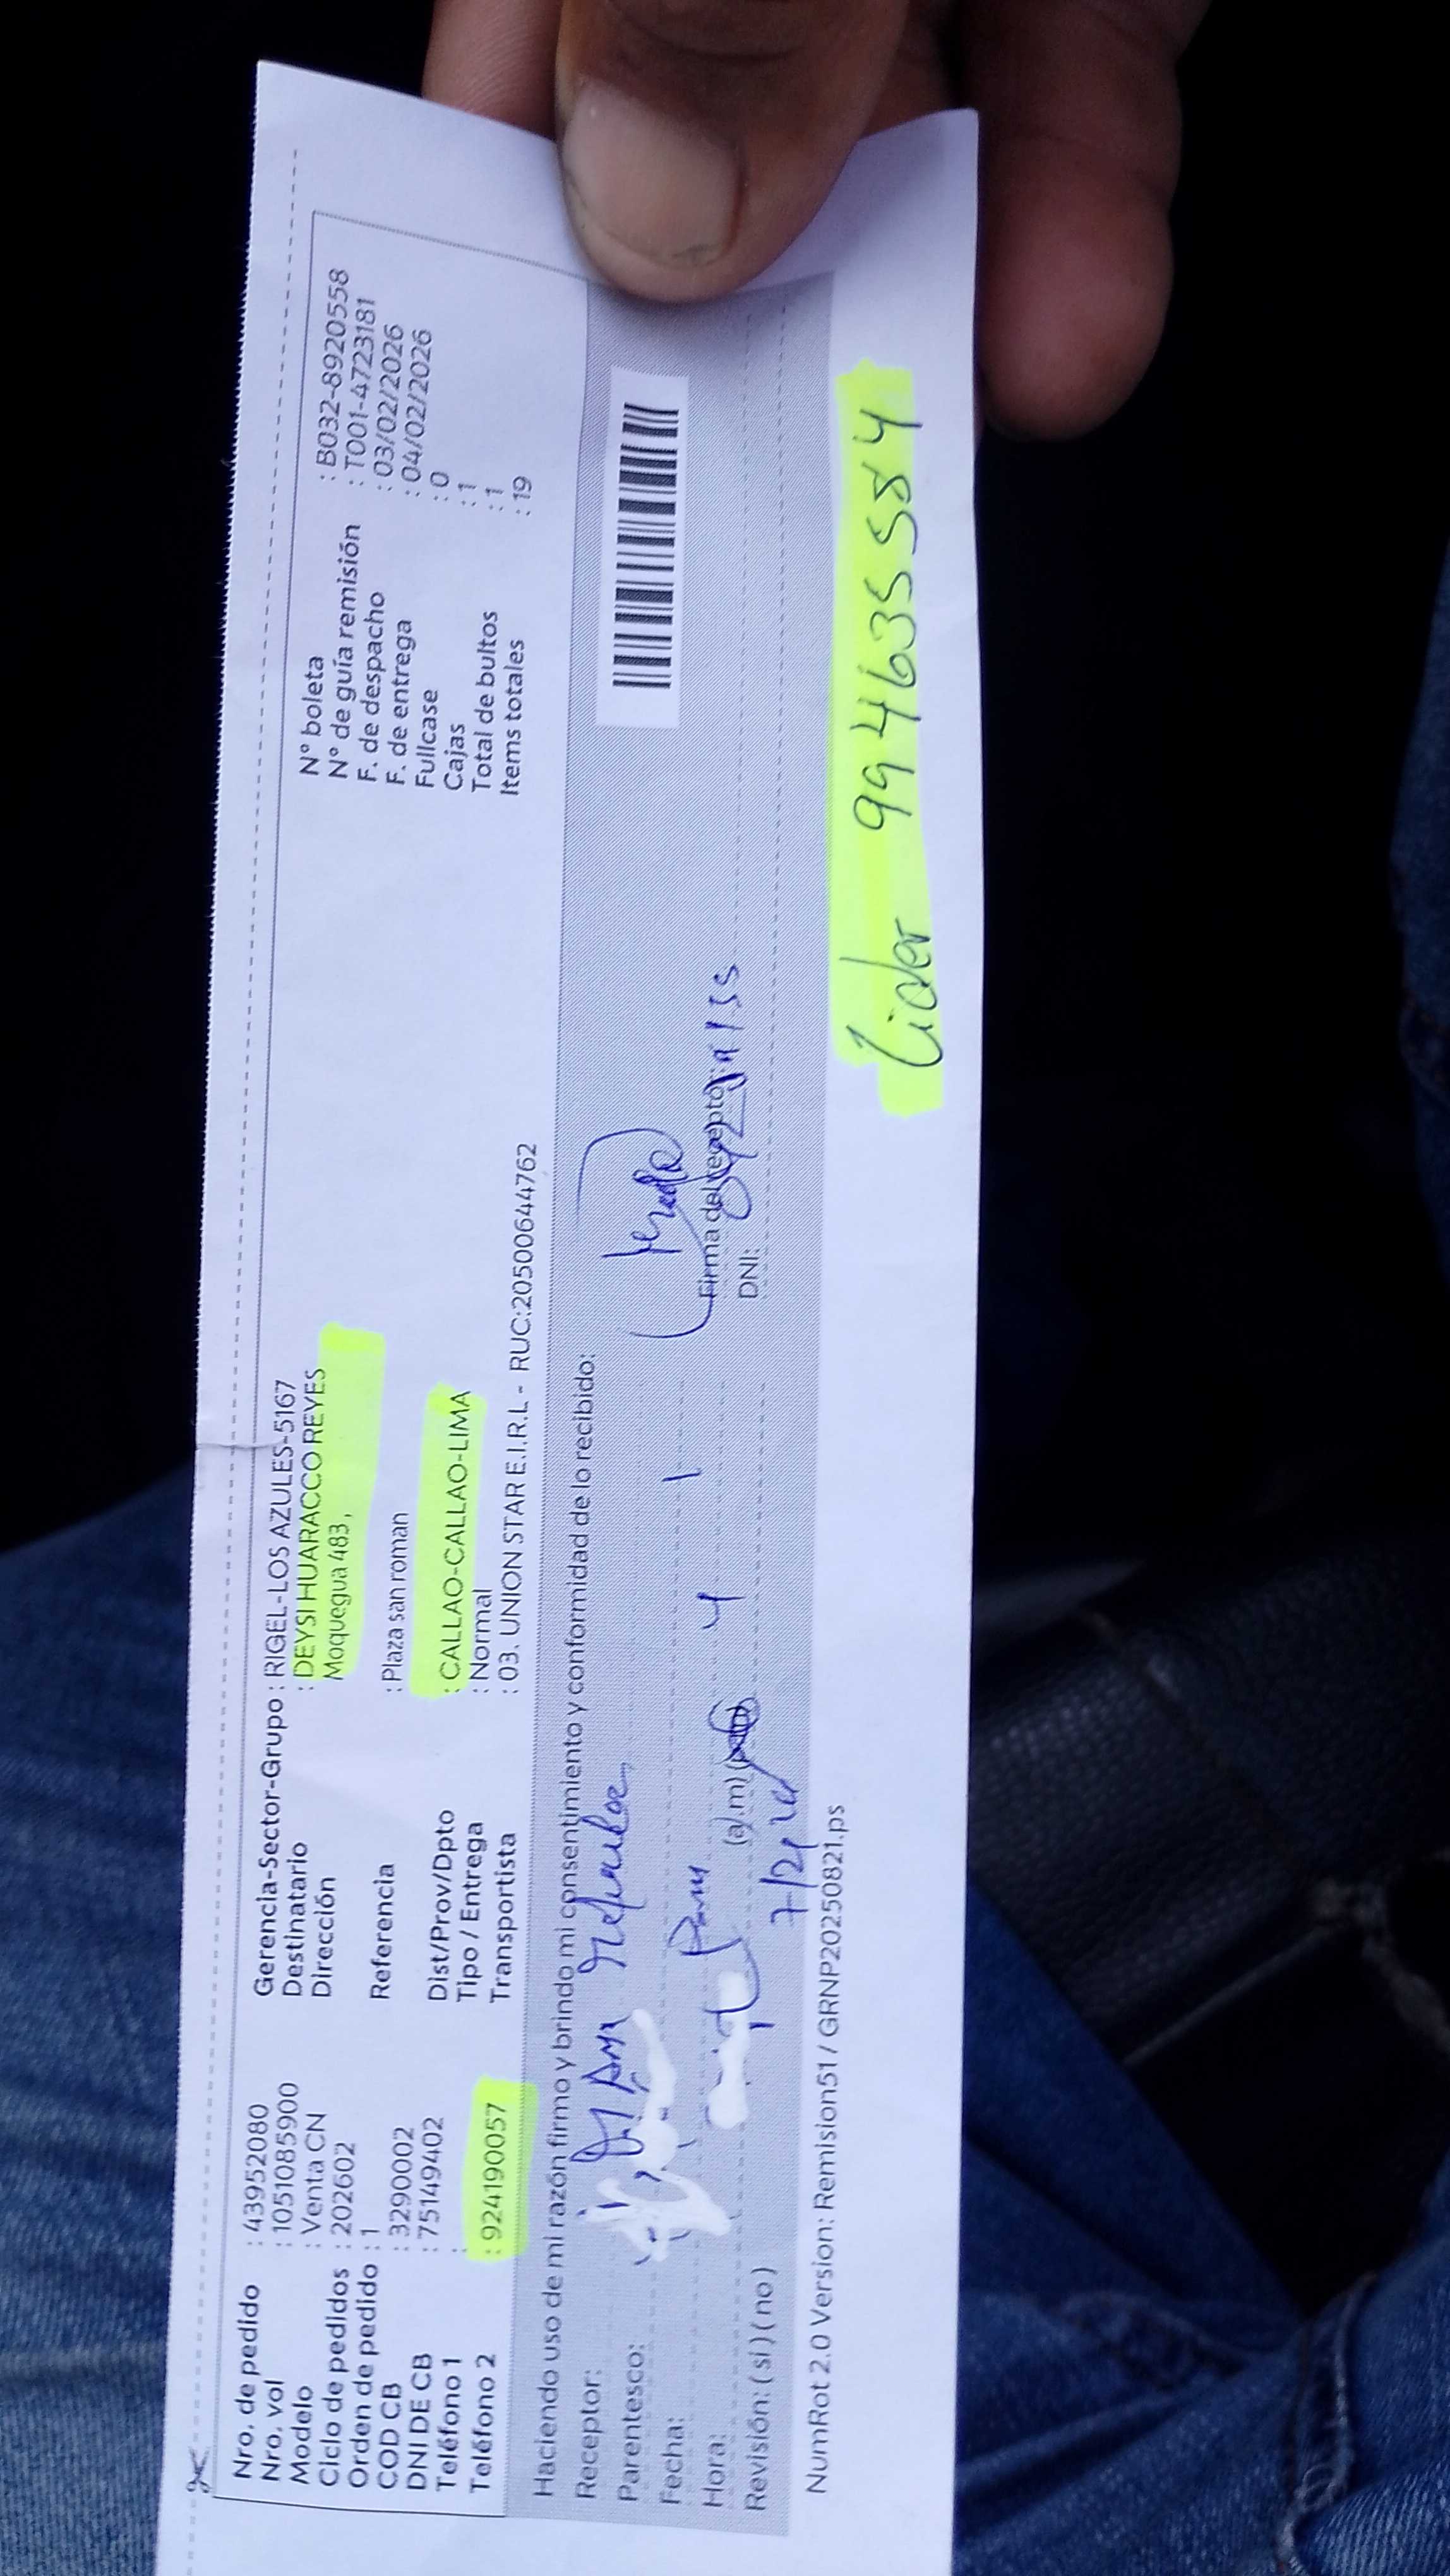 Nro. de pedido : 43952080
Nro. vol : 1051085900
Modelo : Venta CN
Ciclo de pedidos : 202602
Orden de pedido : 1
COD CB : 3290002
DNI DE CB : 75149402
Teléfono 1 :
Teléfono 2 : 924190057
Gerencia-Sector-Grupo : RIGEL-LOS AZULES-5167
Destinatario : DEYSI HUARACCO REYES
Dirección Moquegua 483,
Referencia : Plaza san roman
Dist/Prov/Dpto : CALLAO-CALLAO-LIMA
Tipo / Entrega : Normal
Transportista : 03. UNION STAR E.I.R.L - RUC:20500644762
N° boleta : B032-8920558
N° de guía remisión : T001-4723181
F. de despacho : 03/02/2026
F. de entrega : 04/02/2026
Fullcase : 0
Cajas : 1
Total de bultos : 1
Items totales : 19
Haciendo uso de mi razón firmo y brindo mi consentimiento y conformidad de lo recibido:
Receptor:
Parentesco:
Fecha:
Hora: (a).m)
Revisión: ( si ) ( no )
Firma del receptor:
DNI:
NumRot 2.0 Version: Remision51 / GRNP20250821.ps
Lider 994635584